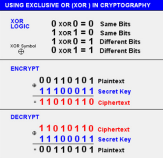 USING EXCLUSIVE OR (XOR ) IN CRYPTOGRAPHY
XOR LOGIC
0 XOR 0 = 0 Same Bits
1 XOR 1 = 0 Same Bits
1 XOR 0 = 1 Different Bits
0 XOR 1 = 1 Different Bits
XOR Symbol
⊕
ENCRYPT
00110101 Plaintext
⊕ 11100011 Secret Key
= 11010110 Ciphertext
DECRYPT
11010110 Ciphertext
⊕ 11100011 Secret Key
= 00110101 Plaintext